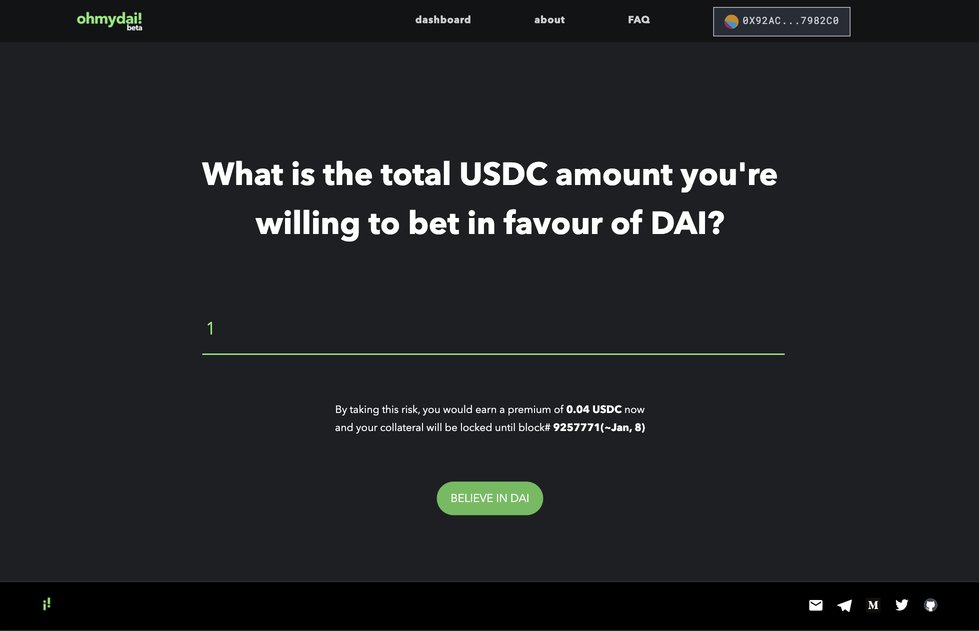 ohmydai!
beta
dashboard
about
FAQ
0X92AC...7982C0
What is the total USDC amount you're
willing to bet in favour of DAI?
1
By taking this risk, you would earn a premium of 0.04 USDC now
and your collateral will be locked until block# 9257771(~Jan, 8)
BELIEVE IN DAI
¡!
M